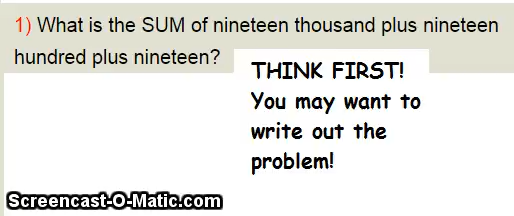 1) What is the SUM of nineteen thousand plus nineteen
hundred plus nineteen?
THINK FIRST!
You may want to
write out the
problem!
Screencast-O-Matic.com